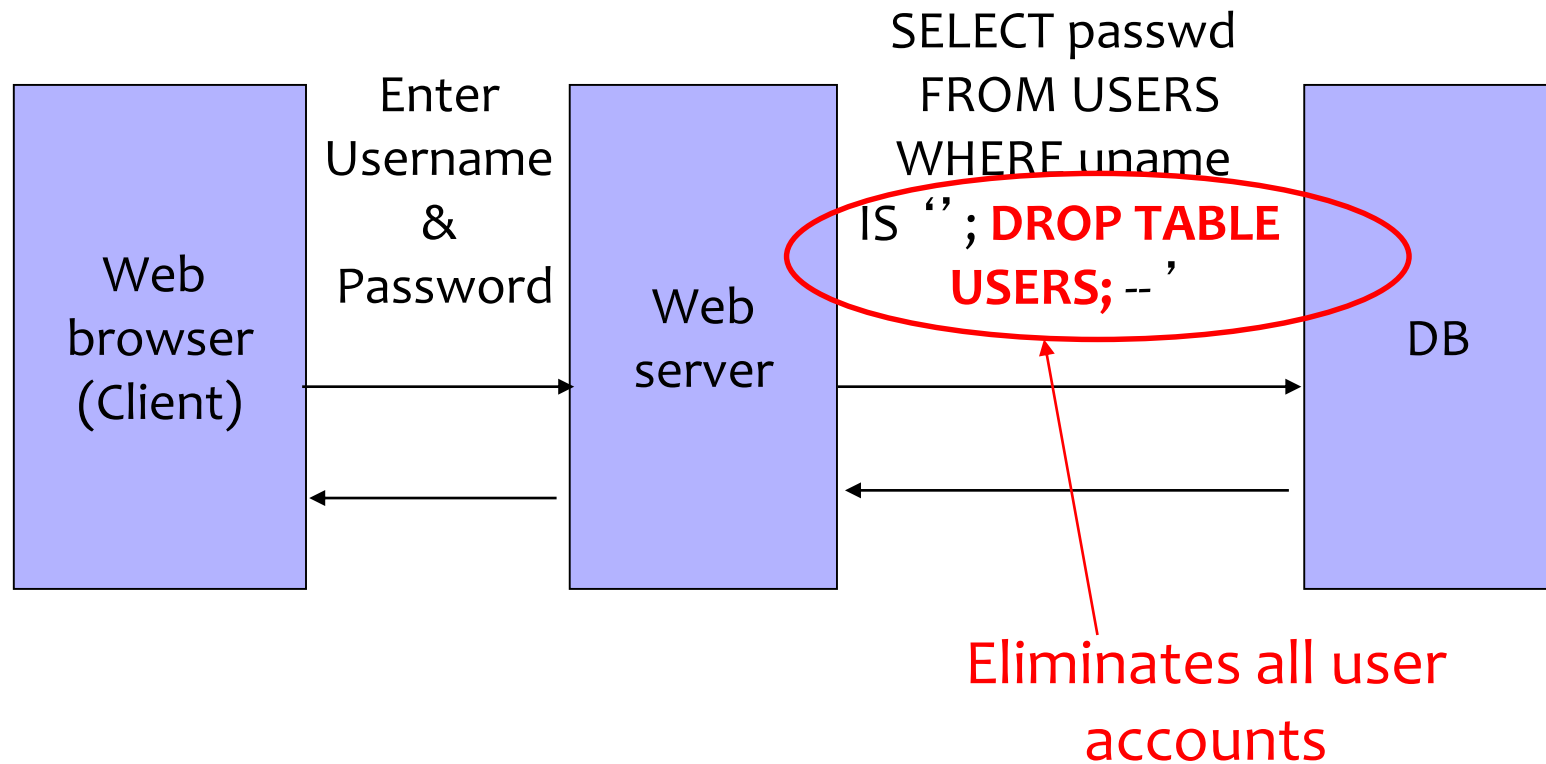 Web
browser
(Client)
Enter
Username
&
Password
Web
server
SELECT passwd
FROM USERS
WHERE uname
IS ‘’ ; DROP TABLE
USERS; -- ’
DB
Eliminates all user
accounts